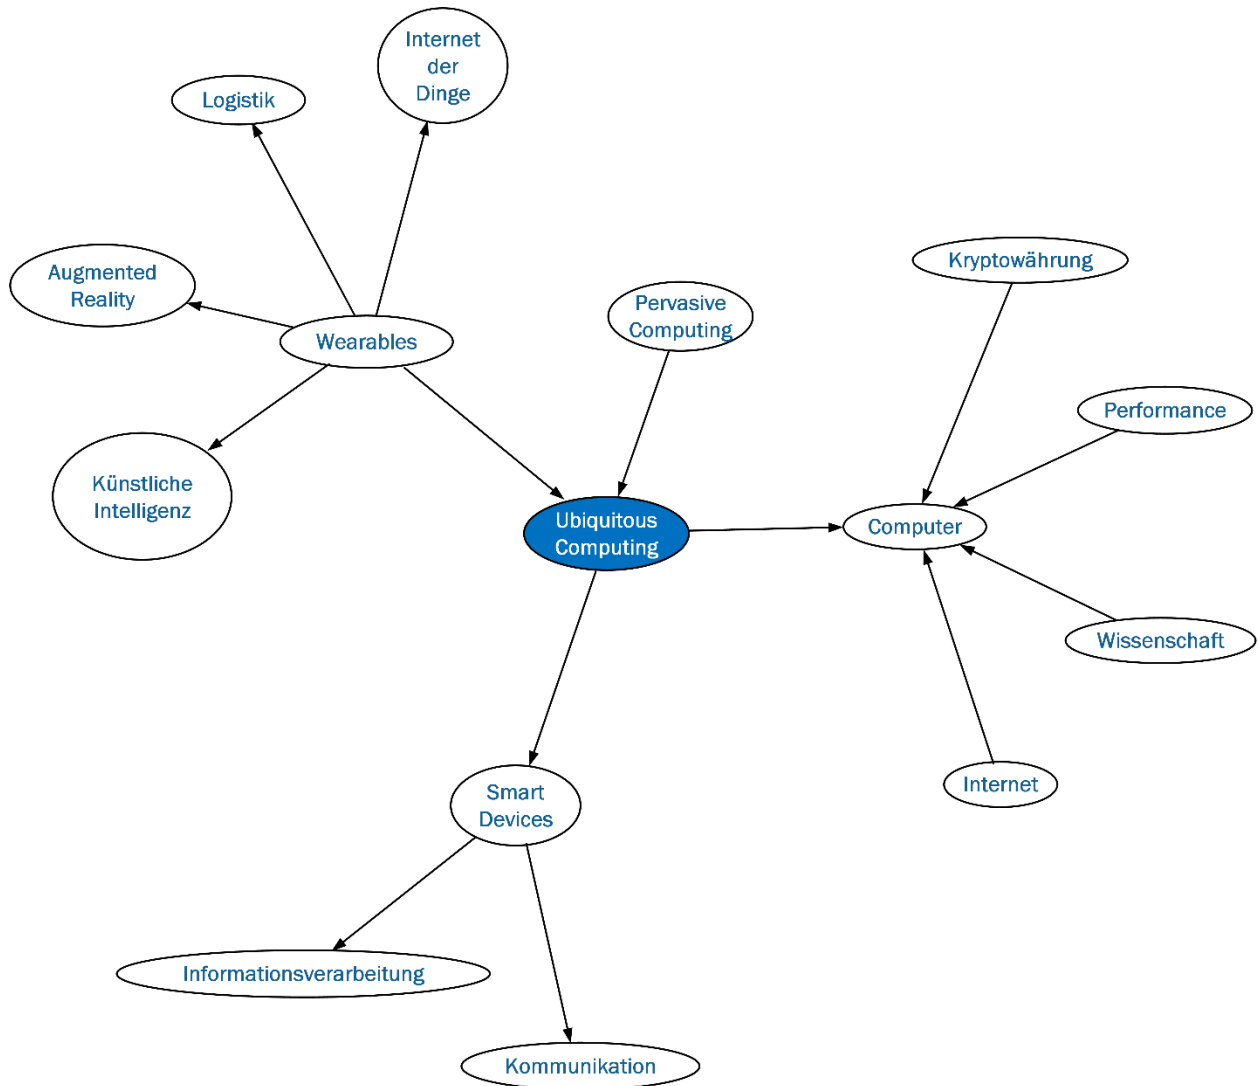 Internet
der
Dinge
Logistik
Augmented
Reality
Wearables
Künstliche
Intelligenz
Pervasive
Computing
Kryptowährung
Performance
Ubiquitous
Computing
Computer
Wissenschaft
Internet
Smart
Devices
Informationsverarbeitung
Kommunikation